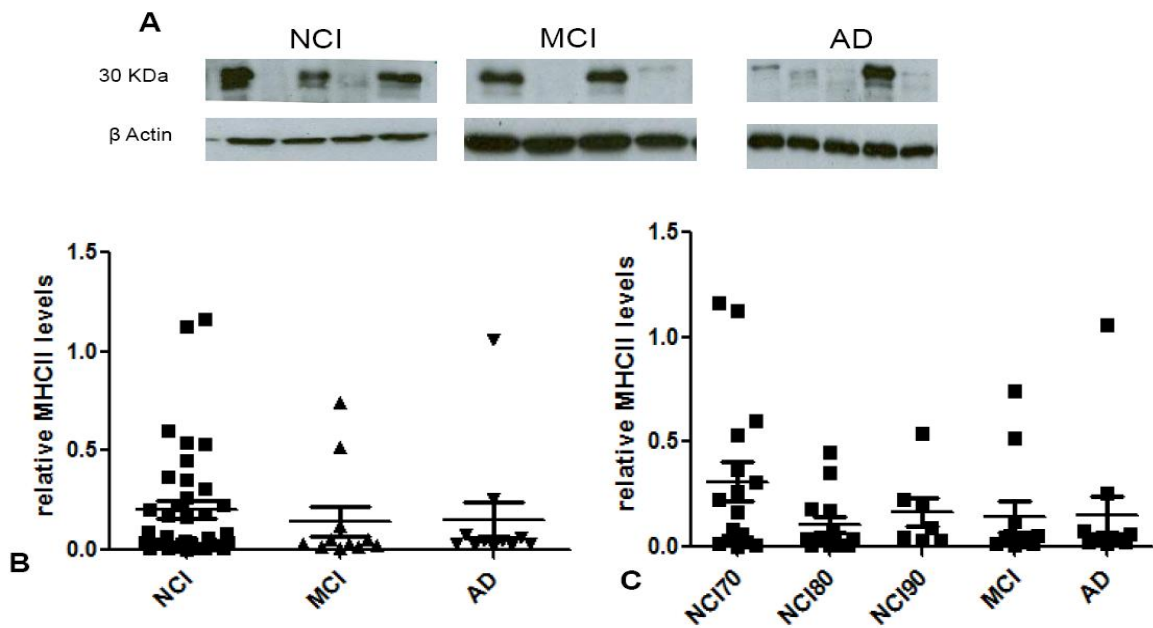 A
NCI MCI AD
30 KDa
β Actin
relative MHCII levels
1.5
1.0
0.5
0.0
NCI
MCI
AD
B
relative MHCII levels
1.5
1.0
0.5
0.0
NCI70
NCI80
NCI90
MCI
AD
C